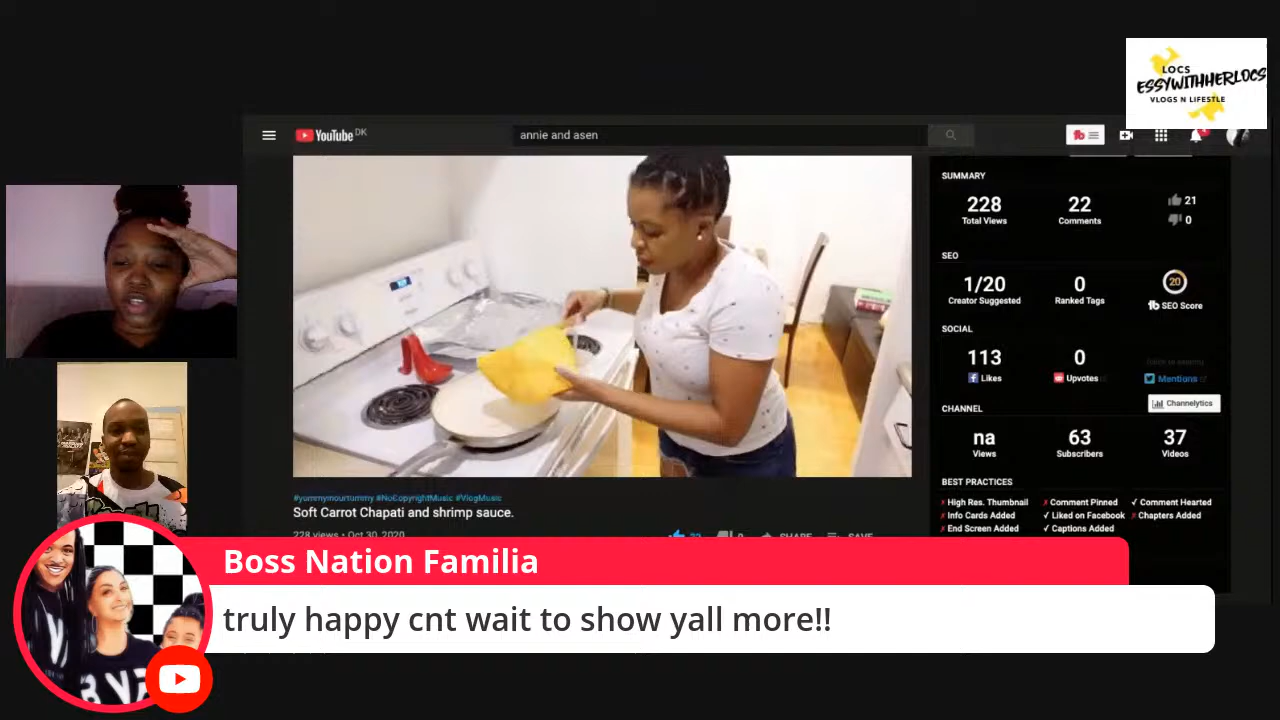 LOCS
ESSYWITHHERLOCS
VLOGS N LIFESTLE
YouTube DK
annie and asen
SUMMARY
228
22
21
0
Total Views
Comments
SEO
1/20
0
20
Creator Suggested
Ranked Tags
SEO Score
SOCIAL
113
0
Likes
Upvotes
Mentions
Channelytics
CHANNEL
na
63
37
Views
Subscribers
Videos
BEST PRACTICES
✗ High Res. Thumbnail
✗ Comment Pinned
✓ Comment Hearted
✗ Info Cards Added
✓ Liked on Facebook
✗ Chapters Added
✗ End Screen Added
✓ Captions Added
#yummyinourtummy #NoCopyrightMusic #VlogMusic
Soft Carrot Chapati and shrimp sauce.
228 views • Oct 30, 2020
SHARE
SAVE
Boss Nation Familia
truly happy cnt wait to show yall more!!